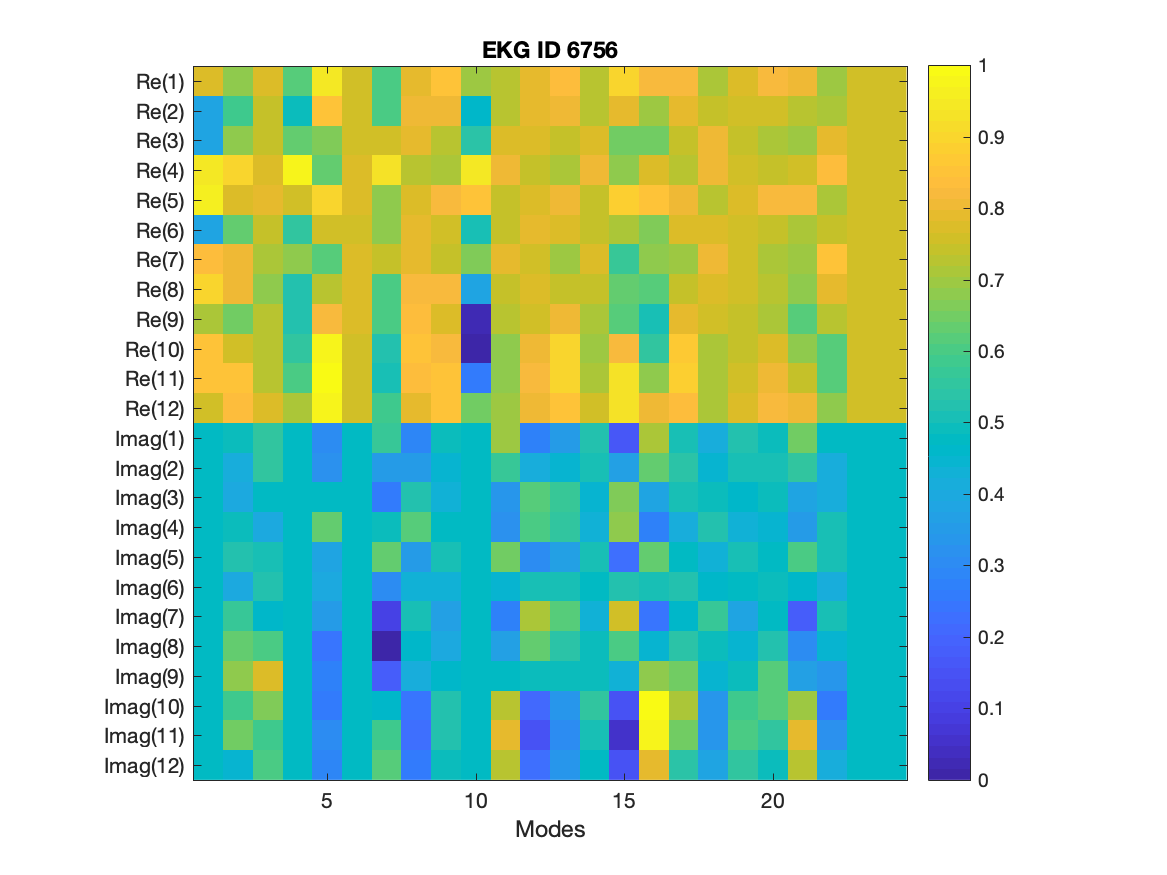 EKG ID 6756
Re(1)
Re(2)
Re(3)
Re(4)
Re(5)
Re(6)
Re(7)
Re(8)
Re(9)
Re(10)
Re(11)
Re(12)
Imag(1)
Imag(2)
Imag(3)
Imag(4)
Imag(5)
Imag(6)
Imag(7)
Imag(8)
Imag(9)
Imag(10)
Imag(11)
Imag(12)
5 10 15 20
Modes
1
0.9
0.8
0.7
0.6
0.5
0.4
0.3
0.2
0.1
0